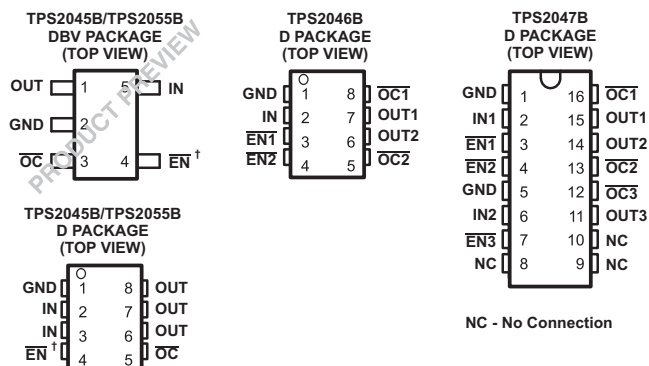 TPS2045B/TPS2055B
DBV PACKAGE
(TOP VIEW)
OUT 1 5 IN
GND 2
OC 3 4 EN †
PRODUCT PREVIEW
TPS2045B/TPS2055B
D PACKAGE
(TOP VIEW)
GND 1 8 OUT
IN 2 7 OUT
IN 3 6 OUT
EN † 4 5 OC
TPS2046B
D PACKAGE
(TOP VIEW)
GND 1 8 OC1
IN 2 7 OUT1
EN1 3 6 OUT2
EN2 4 5 OC2
TPS2047B
D PACKAGE
(TOP VIEW)
GND 1 16 OC1
IN1 2 15 OUT1
EN1 3 14 OUT2
EN2 4 13 OC2
GND 5 12 OC3
IN2 6 11 OUT3
EN3 7 10 NC
NC 8 9 NC
NC - No Connection